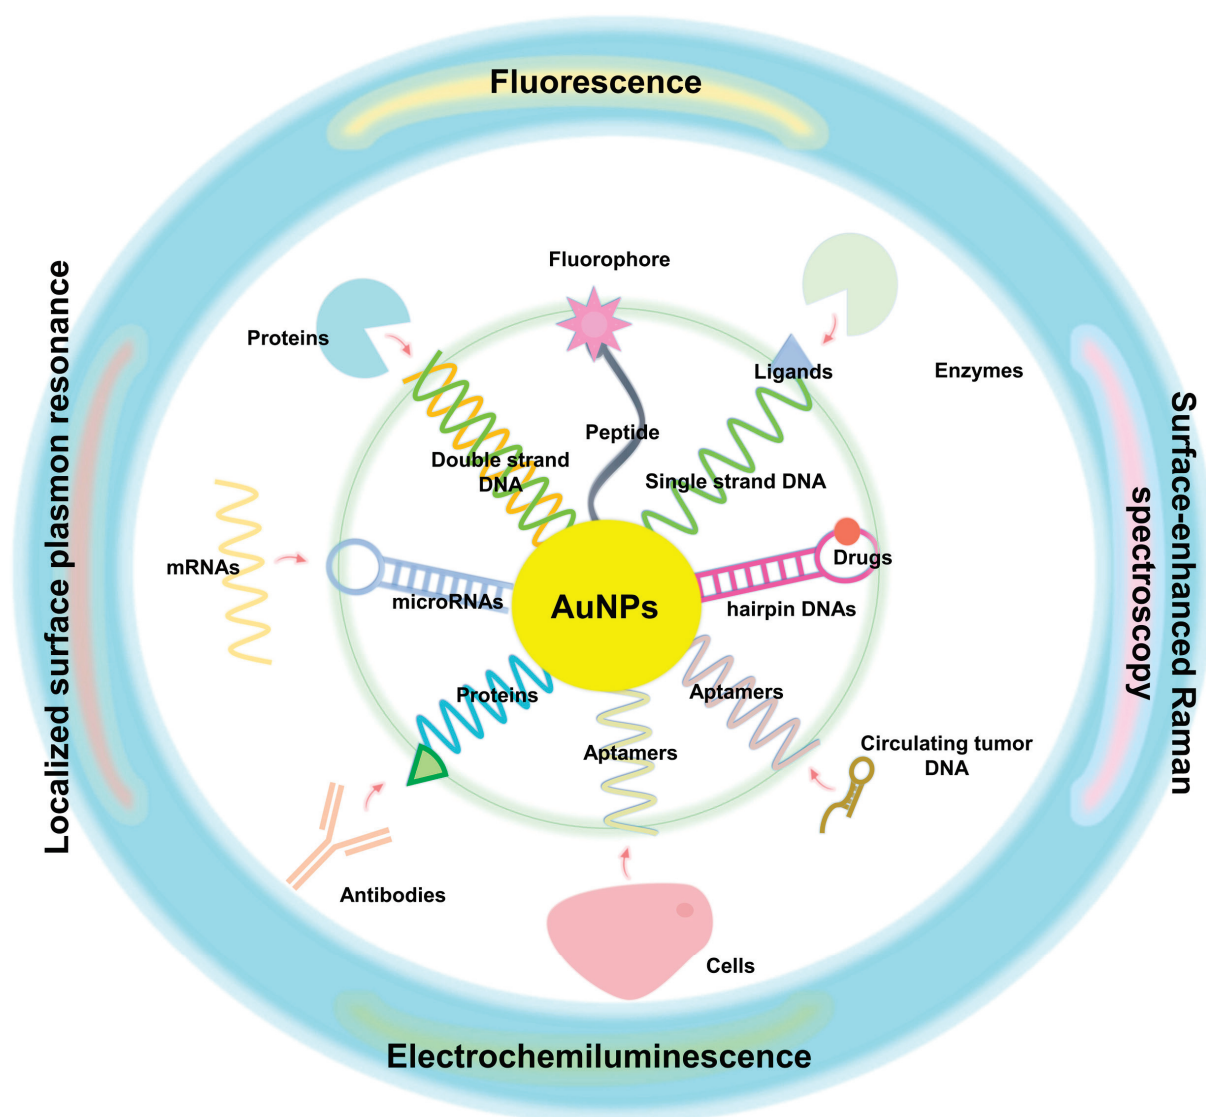 Fluorescence
Fluorophore
Proteins
Ligands
Enzymes
Peptide
Double strand
DNA
Single strand DNA
mRNAs
microRNAs
AuNPs
Drugs
hairpin DNAs
Proteins
Aptamers
Aptamers
Circulating tumor
DNA
Antibodies
Cells
Electrochemiluminescence
Localized surface plasmon resonance
Surface-enhanced Raman
spectroscopy